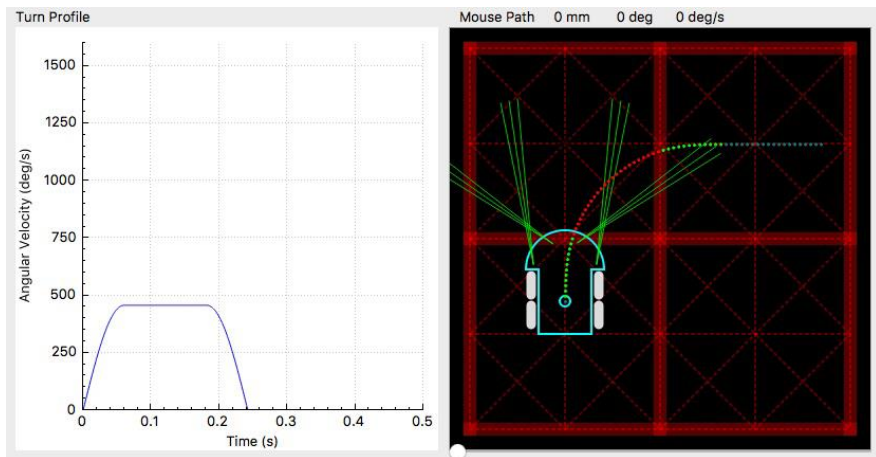 Turn Profile
Mouse Path 0 mm 0 deg 0 deg/s
Angular Velocity (deg/s)
1500
1250
1000
750
500
250
0
0 0.1 0.2 0.3 0.4 0.5
Time (s)